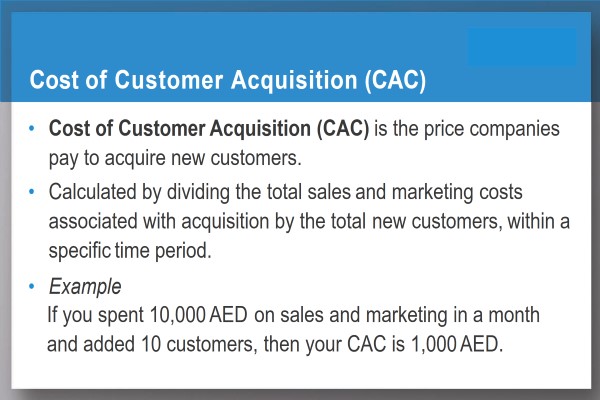 Cost of Customer Acquisition (CAC)
• Cost of Customer Acquisition (CAC) is the price companies
pay to acquire new customers.
• Calculated by dividing the total sales and marketing costs
associated with acquisition by the total new customers, within a
specific time period.
• Example
If you spent 10,000 AED on sales and marketing in a month
and added 10 customers, then your CAC is 1,000 AED.